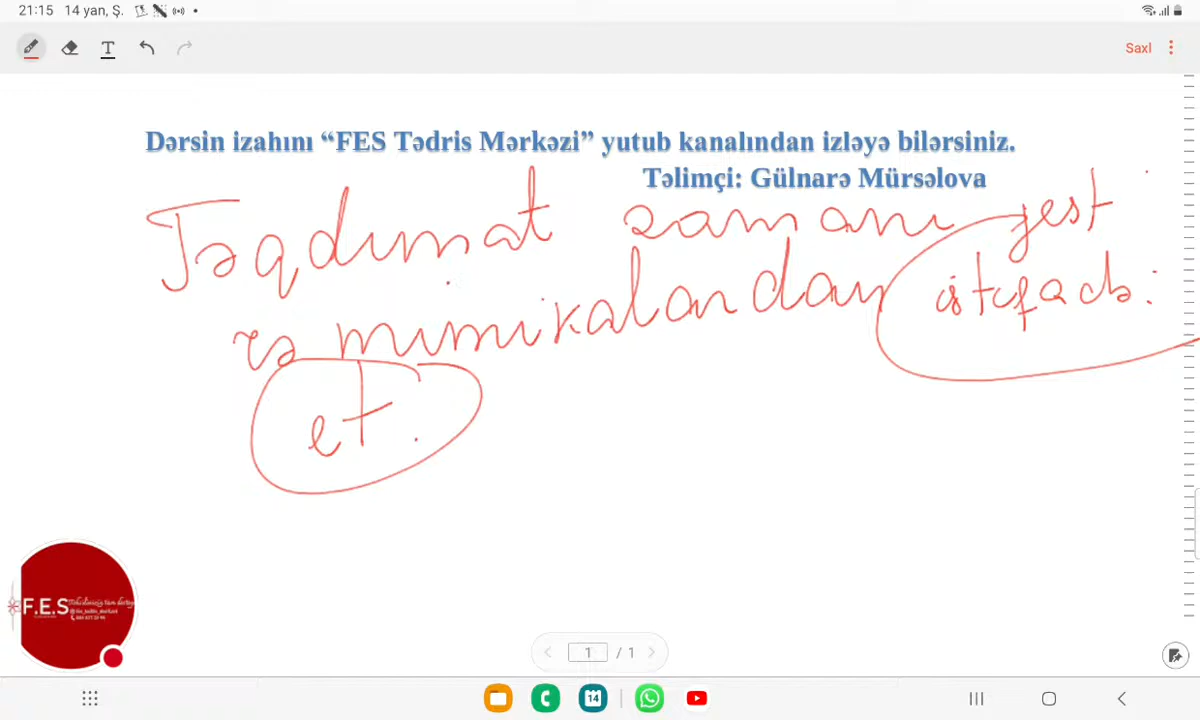 21:15 14 yan, Ş.
T
Saxl
Dərsin izahını “FES Tədris Mərkəzi” yutub kanalından izləyə bilərsiniz.
Təlimçi: Gülnarə Mürsəlova
Təqdimat zamanı jest
və mimikalardan istifadə
et.
F.E.S
1 / 1
14